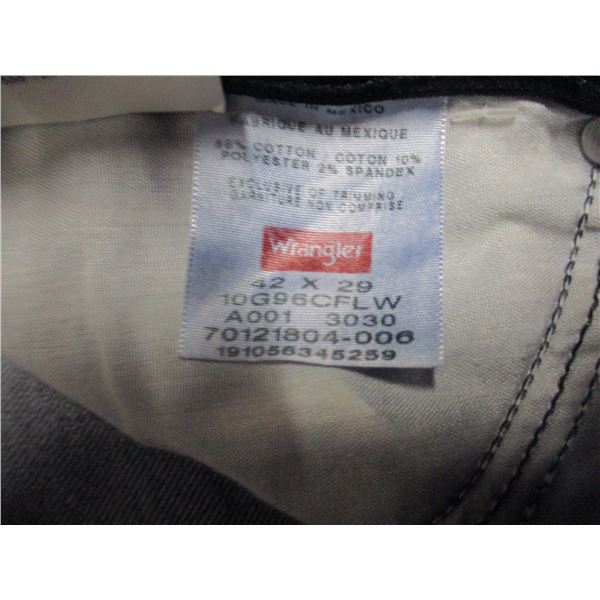 MADE IN MEXICO
FABRIQUE AU MEXIQUE
88% COTTON / COTON 10%
POLYESTER 2% SPANDEX
EXCLUSIVE OF TRIMMING
GARNITURE NON COMPRISE
Wrangler
42 X 29
10G96CFLW
A001 3030
70121804-006
191056345259